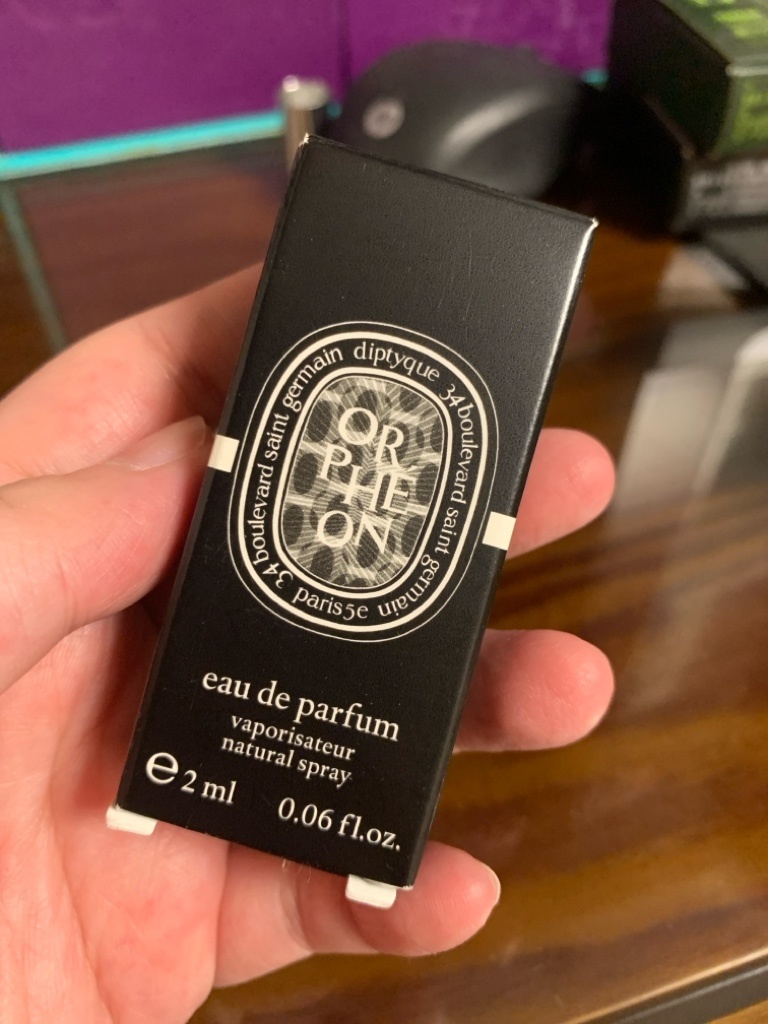 diptyque 34 boulevard saint germain paris5e 34 boulevard saint germain
OR
PHÉ
ON
eau de parfum
vaporisateur
natural spray
℮ 2 ml 0.06 fl.oz.